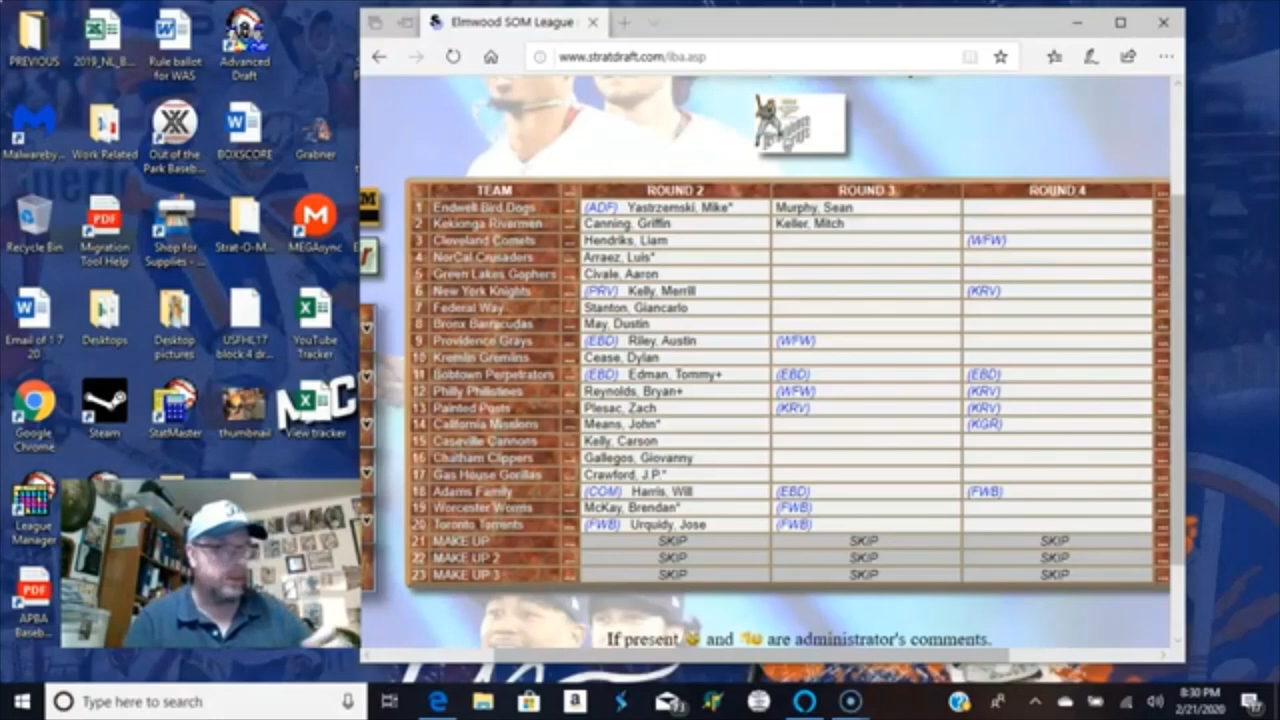 PREVIOUS
2019_NL_B...
Rule ballot for WAS
Advanced Draft
Malwareby...
Work Related
Out of the Park Baseb...
BOXSCORE
Grabner
Recycle Bin
Migration Tool Help
Shop for Supplies - ...
Strat-O-M...
MEGAsync
Email of 1 7 20
Desktops
Desktop pictures
USFHL17 block 4 dr...
YouTube Tracker
Google Chrome
Steam
StatMaster
thumbnail
View tracker
League Manager
APBA Baseb...
Elmwood SOM League
www.stratdraft.com/liba.asp
TEAM ... ROUND 2 ROUND 3 ROUND 4 ...
1 Endwell Bird Dogs ... (ADF) Yastrzemski, Mike* Murphy, Sean ...
2 Kekionga Rivermen ... Canning, Griffin Keller, Mitch ...
3 Cleveland Comets ... Hendriks, Liam (WFW) ...
4 NorCal Crusaders ... Arraez, Luis* ...
5 Green Lakes Gophers ... Civale, Aaron ...
6 New York Knights ... (PRV) Kelly, Merrill (KRV) ...
7 Federal Way ... Stanton, Giancarlo ...
8 Bronx Barracudas ... May, Dustin ...
9 Providence Grays ... (EBD) Riley, Austin (WFW) ...
10 Kremlin Gremlins ... Cease, Dylan ...
11 Bobtown Perpetrators ... (EBD) Edman, Tommy+ (EBD) (EBD) ...
12 Philly Philistines ... Reynolds, Bryan+ (WFW) (KRV) ...
13 Painted Posts ... Plesac, Zach (KRV) (KRV) ...
14 California Missions ... Means, John* (KGR) ...
15 Caseville Cannons ... Kelly, Carson ...
16 Chatham Clippers ... Gallegos, Giovanny ...
17 Gas House Gorillas ... Crawford, J.P.* ...
18 Adams Family ... (COM) Harris, Will (EBD) (FWB) ...
19 Worcester Worms ... McKay, Brendan* (FWB) ...
20 Toronto Torrents ... (FWB) Urquidy, Jose (FWB) ...
21 MAKE UP ... SKIP SKIP SKIP ...
22 MAKE UP 2 ... SKIP SKIP SKIP ...
23 MAKE UP 3 ... SKIP SKIP SKIP ...
If present and are administrator's comments.
Type here to search
8:30 PM
2/21/2020